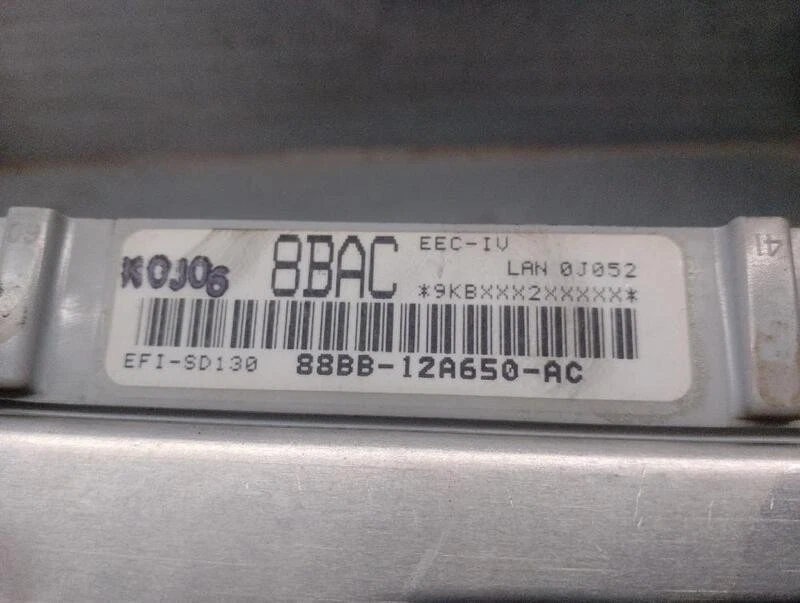 8BAC EEC-IV
K0J06 LAN 0J052
*9KBXXX2XXXXX*
EFI-SD130 88BB-12A650-AC
41